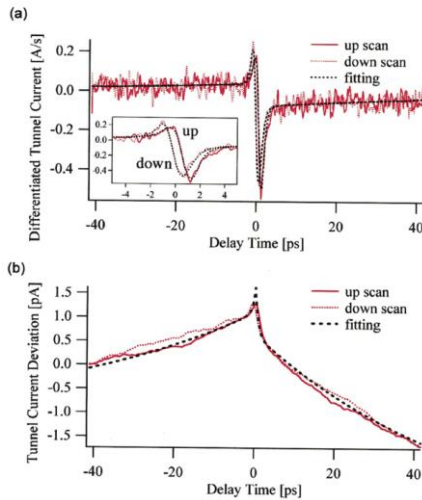 (a)
Differentiated Tunnel Current [A/s]
0.2
0.0
-0.2
-0.4
up scan
down scan
fitting
0.2
0.0
-0.2
-0.4
up
down
-4 -2 0 2 4
-40 -20 0 20 40
Delay Time [ps]
(b)
Tunnel Current Deviation [pA]
1.5
1.0
0.5
0.0
-0.5
-1.0
-1.5
up scan
down scan
fitting
-40 -20 0 20 40
Delay Time [ps]